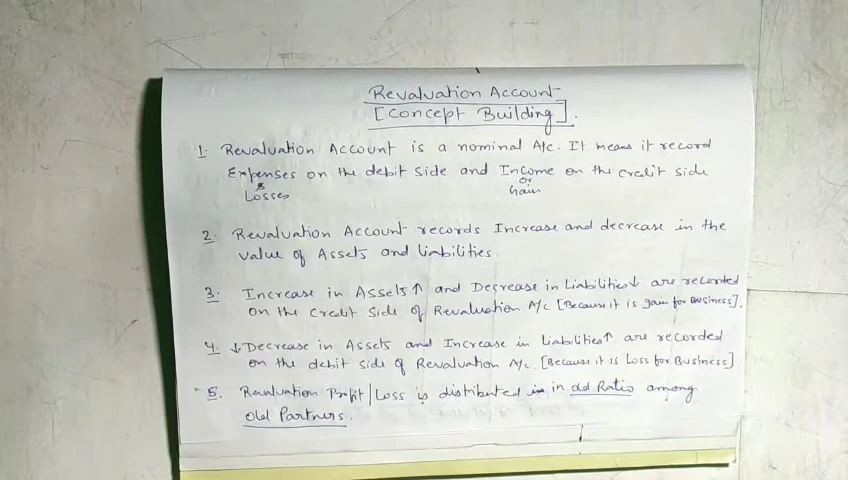 Revaluation Account
[Concept Building].
1. Revaluation Account is a nominal A/c. It means it record
Expenses on the debit side and Income on the credit side
& Losses or Gain
2. Revaluation Account records Increase and decrease in the
value of Assets and liabilities.
3. Increase in Assets↑ and Decrease in Liabilities↓ are recorded
on the credit side of Revaluation A/c [Because it is gain for Business].
4. ↓Decrease in Assets and Increase in Liabilities↑ are recorded
on the debit side of Revaluation A/c. [Because it is Loss for Business]
5. Revaluation Profit/Loss is distributed in in old Ratio among
Old Partners.